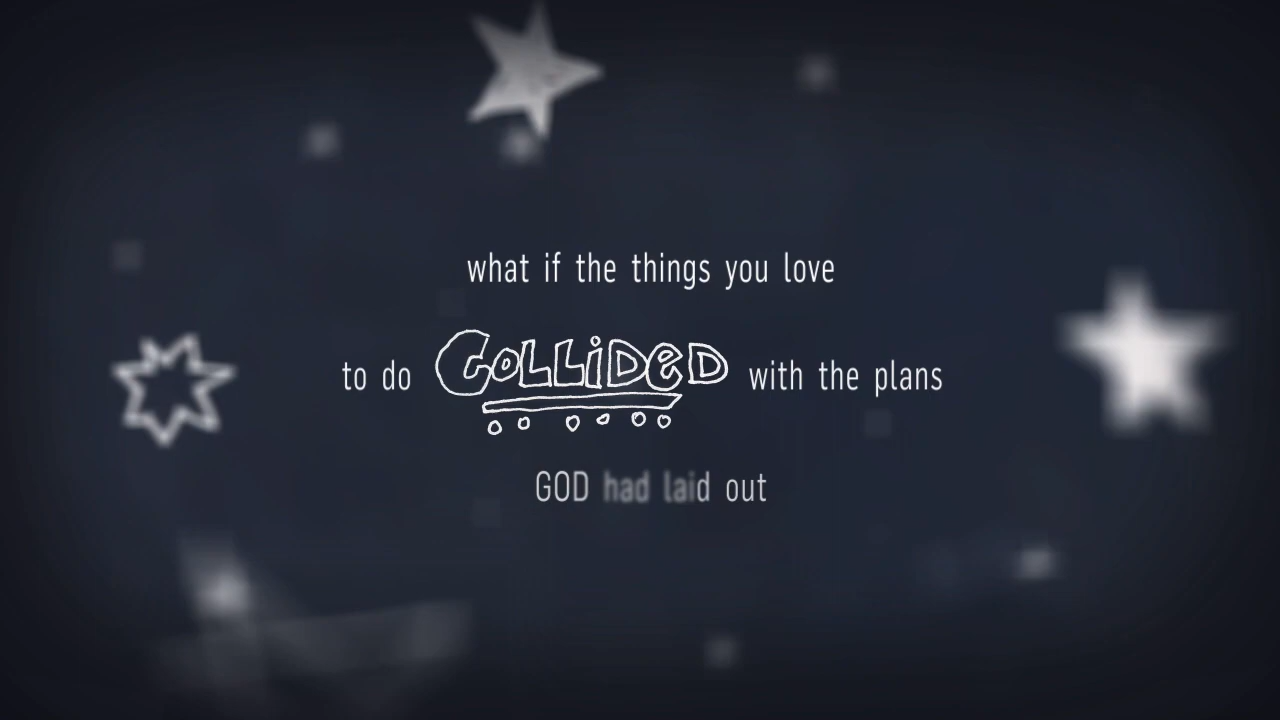 what if the things you love
to do COLLiDeD with the plans
GOD had laid out